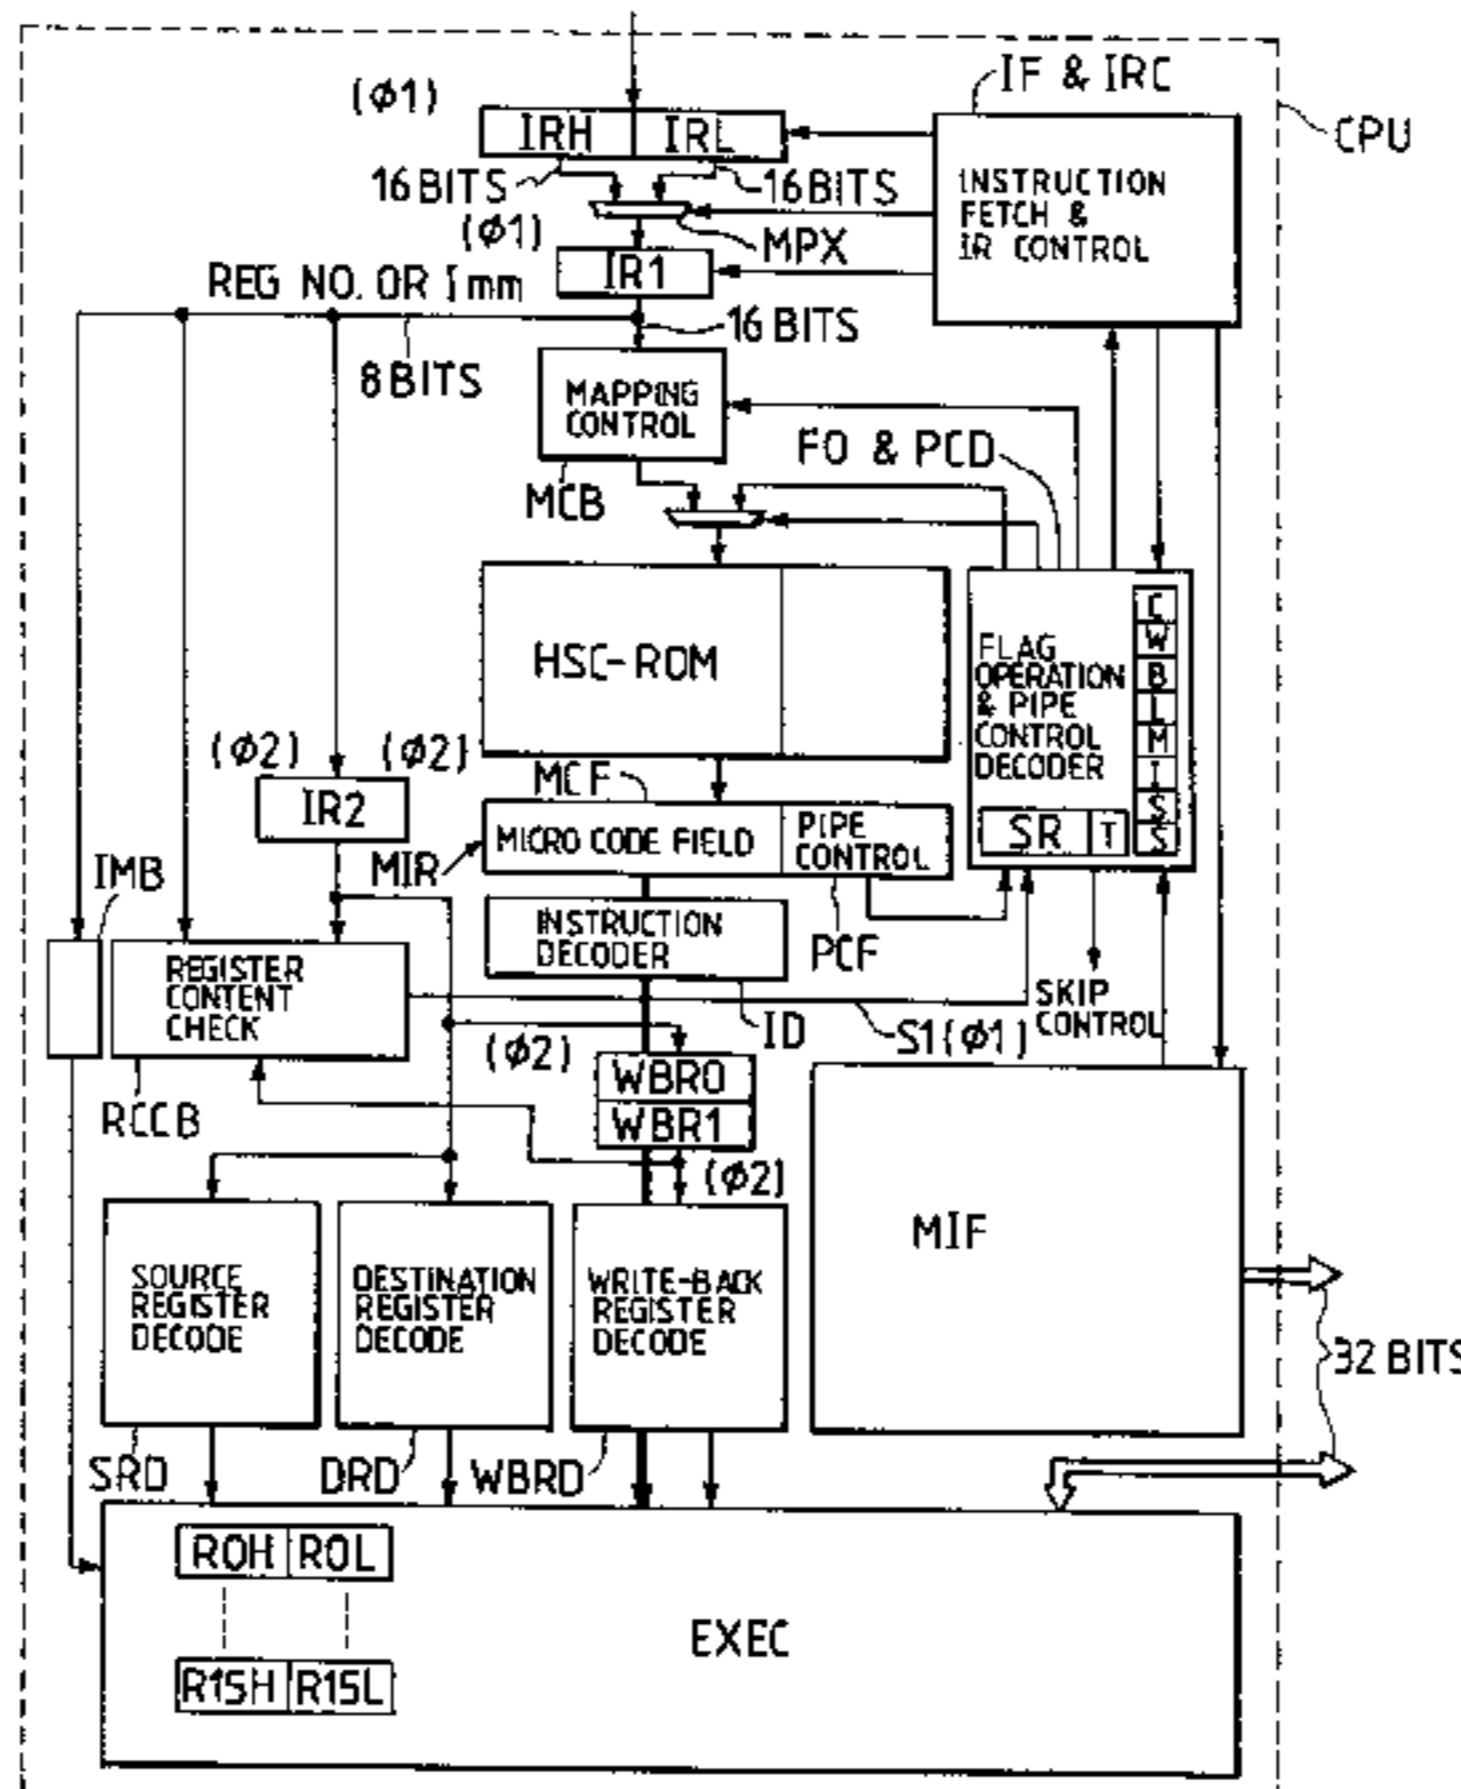 IF & IRC
(φ1)
CPU
IRH IRL
16 BITS
16 BITS
INSTRUCTION
FETCH &
IR CONTROL
(φ1)
MPX
IR1
REG NO. OR Imm
16 BITS
8 BITS
MAPPING
CONTROL
FO & PCD
MCB
HSC-ROM
FLAG
OPERATION
& PIPE
CONTROL
DECODER
C
W
B
L
M
I
S
S
SR T
(φ2)
(φ2)
MCF
IR2
MICRO CODE FIELD
PIPE
CONTROL
MIR
IMB
INSTRUCTION
DECODER
PCF
REGISTER
CONTENT
CHECK
SKIP
CONTROL
ID
S1(φ1)
(φ2)
WBR0
WBR1
RCCB
(φ2)
MIF
SOURCE
REGISTER
DECODE
DESTINATION
REGISTER
DECODE
WRITE-BACK
REGISTER
DECODE
32 BITS
SRD
DRD
WBRD
R0H R0L
EXEC
R15H R15L